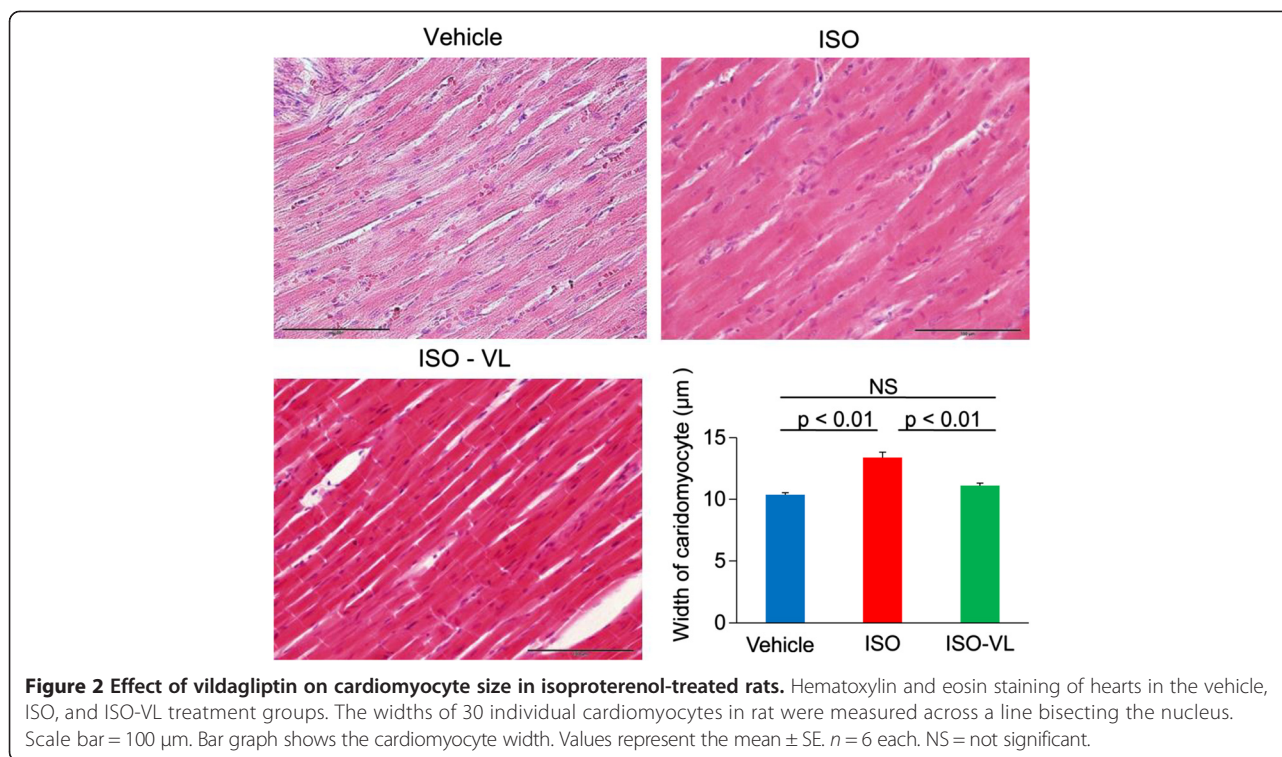 Vehicle
ISO
ISO - VL
NS
p < 0.01 p < 0.01
Width of caridomyocyte (µm)
15
10
5
0
Vehicle ISO ISO-VL
Figure 2 Effect of vildagliptin on cardiomyocyte size in isoproterenol-treated rats. Hematoxylin and eosin staining of hearts in the vehicle,
ISO, and ISO-VL treatment groups. The widths of 30 individual cardiomyocytes in rat were measured across a line bisecting the nucleus.
Scale bar = 100 µm. Bar graph shows the cardiomyocyte width. Values represent the mean ± SE. n = 6 each. NS = not significant.